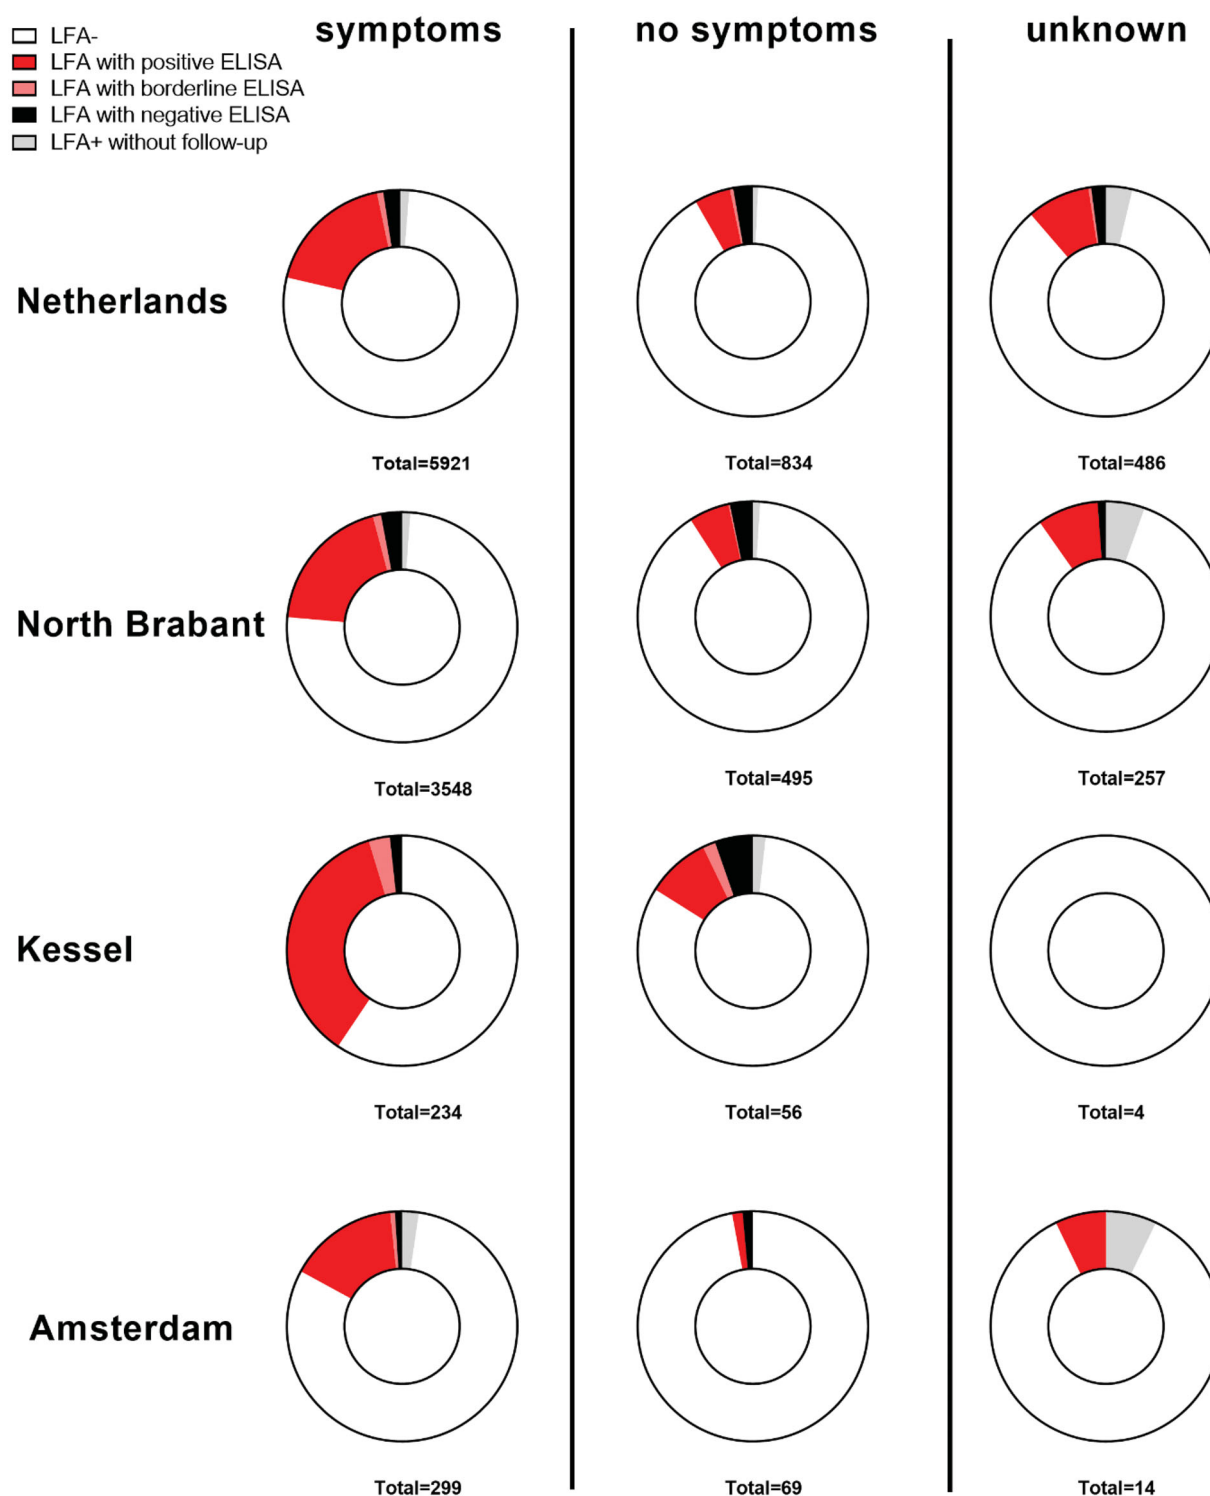 symptoms
no symptoms
unknown
LFA-
LFA with positive ELISA
LFA with borderline ELISA
LFA with negative ELISA
LFA+ without follow-up
Netherlands
Total=5921
Total=834
Total=486
North Brabant
Total=3548
Total=495
Total=257
Kessel
Total=234
Total=56
Total=4
Amsterdam
Total=299
Total=69
Total=14